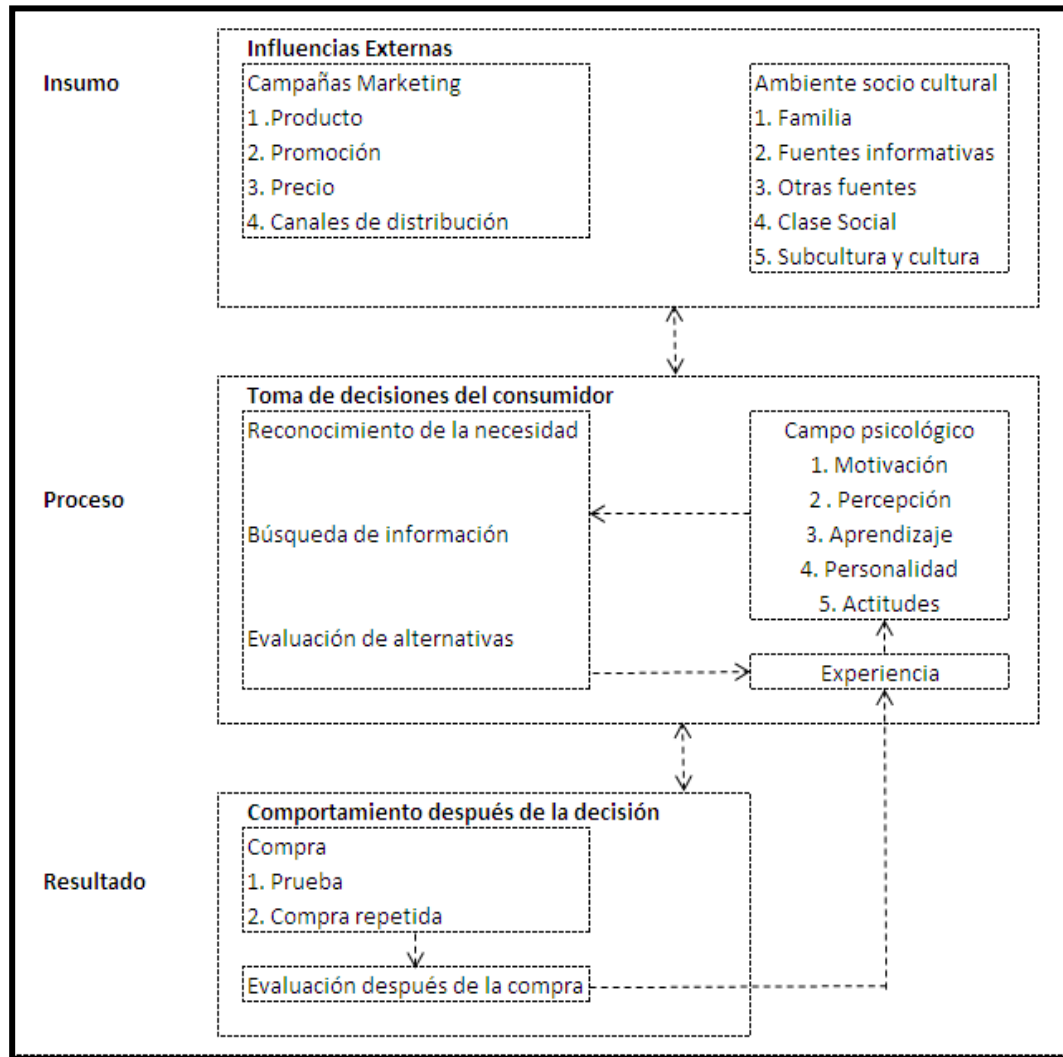 Insumo
Influencias Externas
Campañas Marketing
1 .Producto
2. Promoción
3. Precio
4. Canales de distribución
Ambiente socio cultural
1. Familia
2. Fuentes informativas
3. Otras fuentes
4. Clase Social
5. Subcultura y cultura
Proceso
Toma de decisiones del consumidor
Reconocimiento de la necesidad
Búsqueda de información
Evaluación de alternativas
Campo psicológico
1. Motivación
2 . Percepción
3. Aprendizaje
4. Personalidad
5. Actitudes
Experiencia
Resultado
Comportamiento después de la decisión
Compra
1. Prueba
2. Compra repetida
Evaluación después de la compra